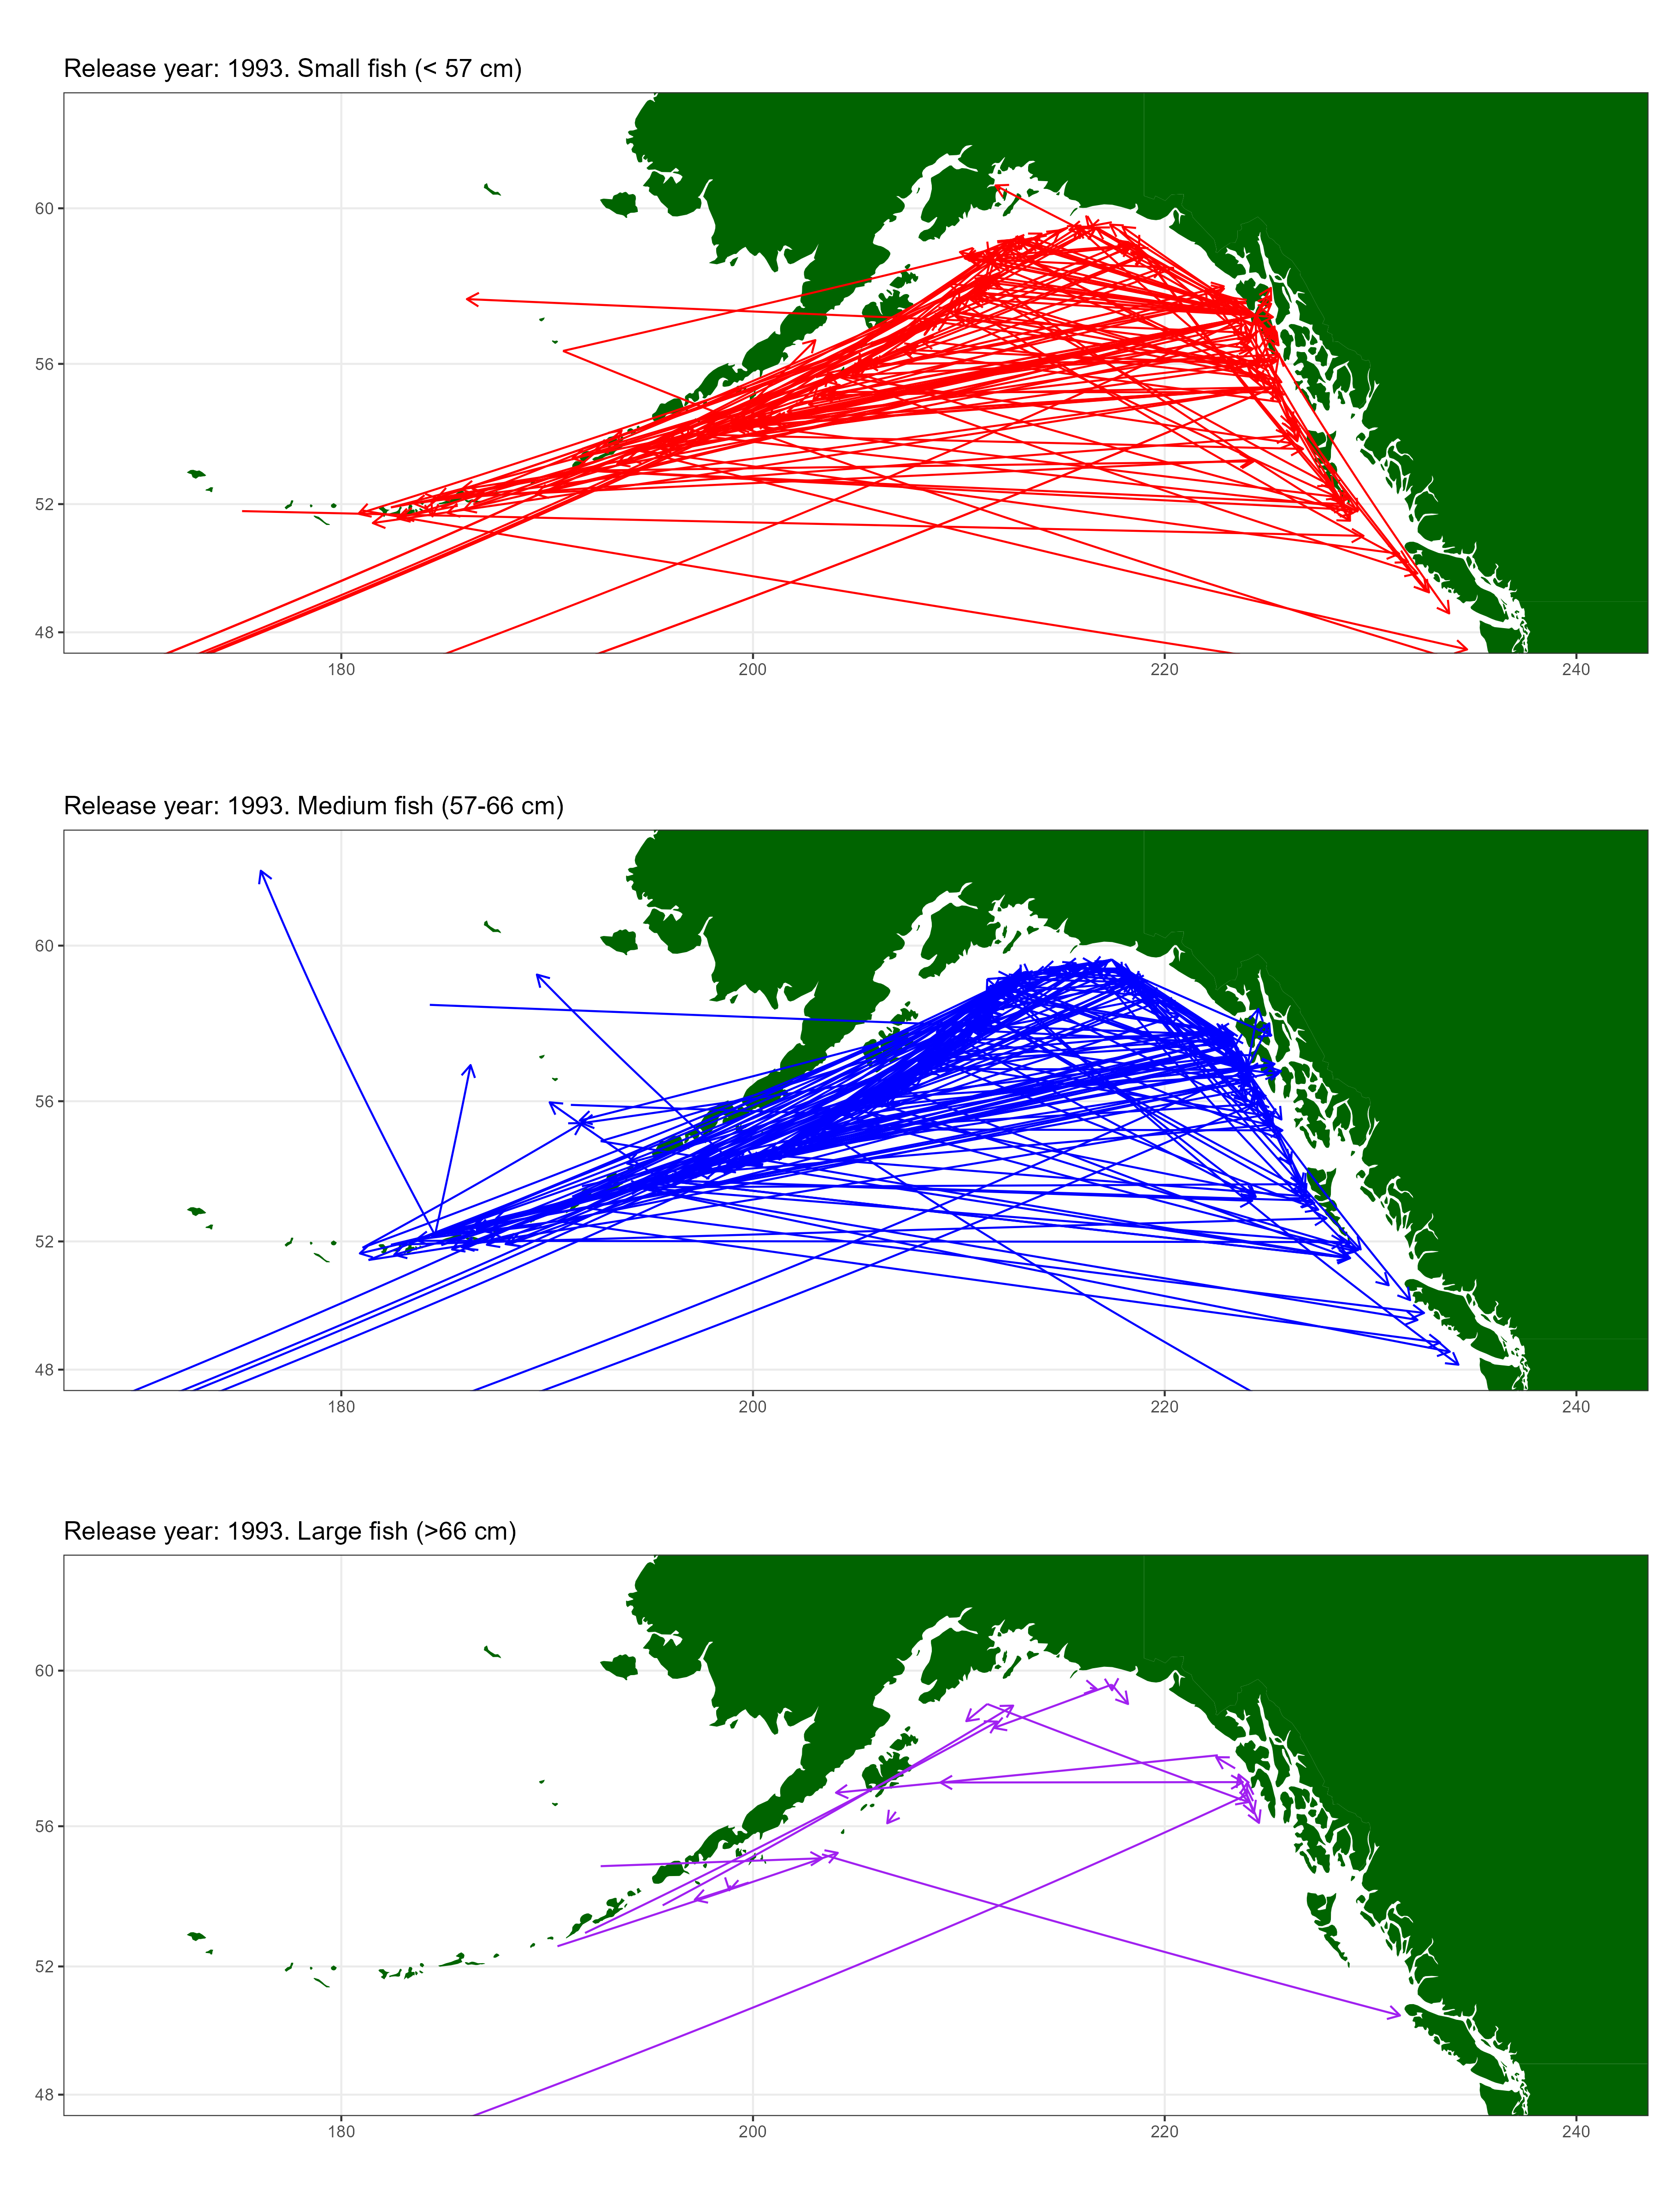 Release year: 1993. Small fish (< 57 cm)
60
56
52
48
180 200 220 240
Release year: 1993. Medium fish (57-66 cm)
60
56
52
48
180 200 220 240
Release year: 1993. Large fish (>66 cm)
60
56
52
48
180 200 220 240